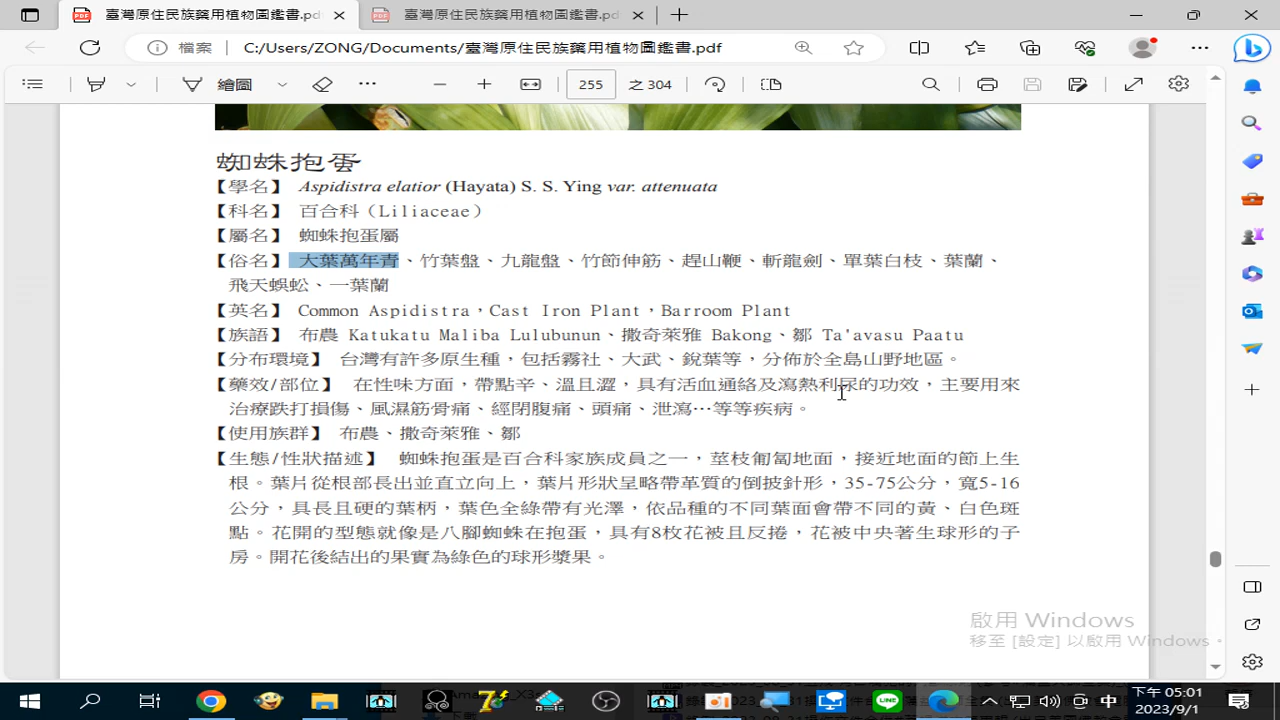 臺灣原住民族藥用植物圖鑑書.pdf
臺灣原住民族藥用植物圖鑑書.pdf
檔案 C:/Users/ZONG/Documents/臺灣原住民族藥用植物圖鑑書.pdf
繪圖 255 之 304
蜘蛛抱蛋
【學名】 Aspidistra elatior (Hayata) S. S. Ying var. attenuata
【科名】 百合科（Liliaceae）
【屬名】 蜘蛛抱蛋屬
【俗名】 大葉萬年青、竹葉盤、九龍盤、竹節伸筋、趕山鞭、斬龍劍、單葉白枝、葉蘭、
飛天蜈蚣、一葉蘭
【英名】 Common Aspidistra，Cast Iron Plant，Barroom Plant
【族語】 布農 Katukatu Maliba Lulubunun、撒奇萊雅 Bakong、鄒 Ta'avasu Paatu
【分布環境】 台灣有許多原生種，包括霧社、大武、銳葉等，分佈於全島山野地區。
【藥效/部位】 在性味方面，帶點辛、溫且澀，具有活血通絡及瀉熱利尿的功效，主要用來
治療跌打損傷、風濕筋骨痛、經閉腹痛、頭痛、泄瀉…等等疾病。
【使用族群】 布農、撒奇萊雅、鄒
【生態/性狀描述】 蜘蛛抱蛋是百合科家族成員之一，莖枝匍匐地面，接近地面的節上生
根。葉片從根部長出並直立向上，葉片形狀呈略帶革質的倒披針形，35-75公分，寬5-16
公分，具長且硬的葉柄，葉色全綠帶有光澤，依品種的不同葉面會帶不同的黃、白色斑
點。花開的型態就像是八腳蜘蛛在抱蛋，具有8枚花被且反捲，花被中央著生球形的子
房。開花後結出的果實為綠色的球形漿果。
啟用 Windows
移至 [設定] 以啟用 Windows。
中 下午 05:01
2023/9/1